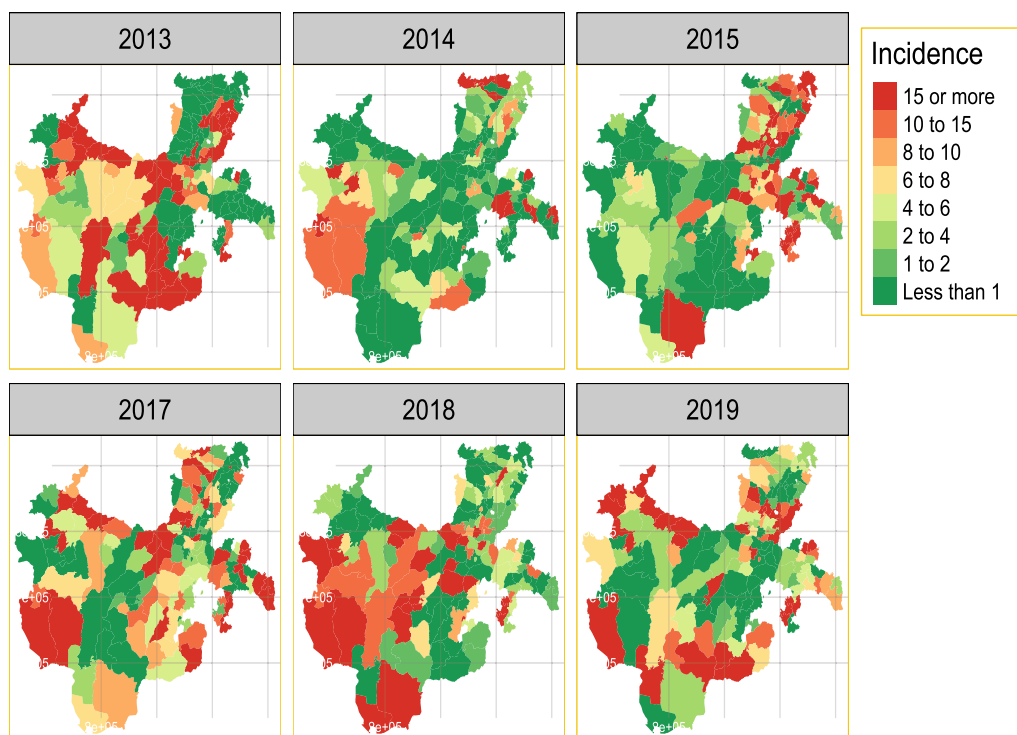 2013
2014
2015
Incidence
15 or more
10 to 15
8 to 10
6 to 8
4 to 6
2 to 4
1 to 2
Less than 1
2017
2018
2019